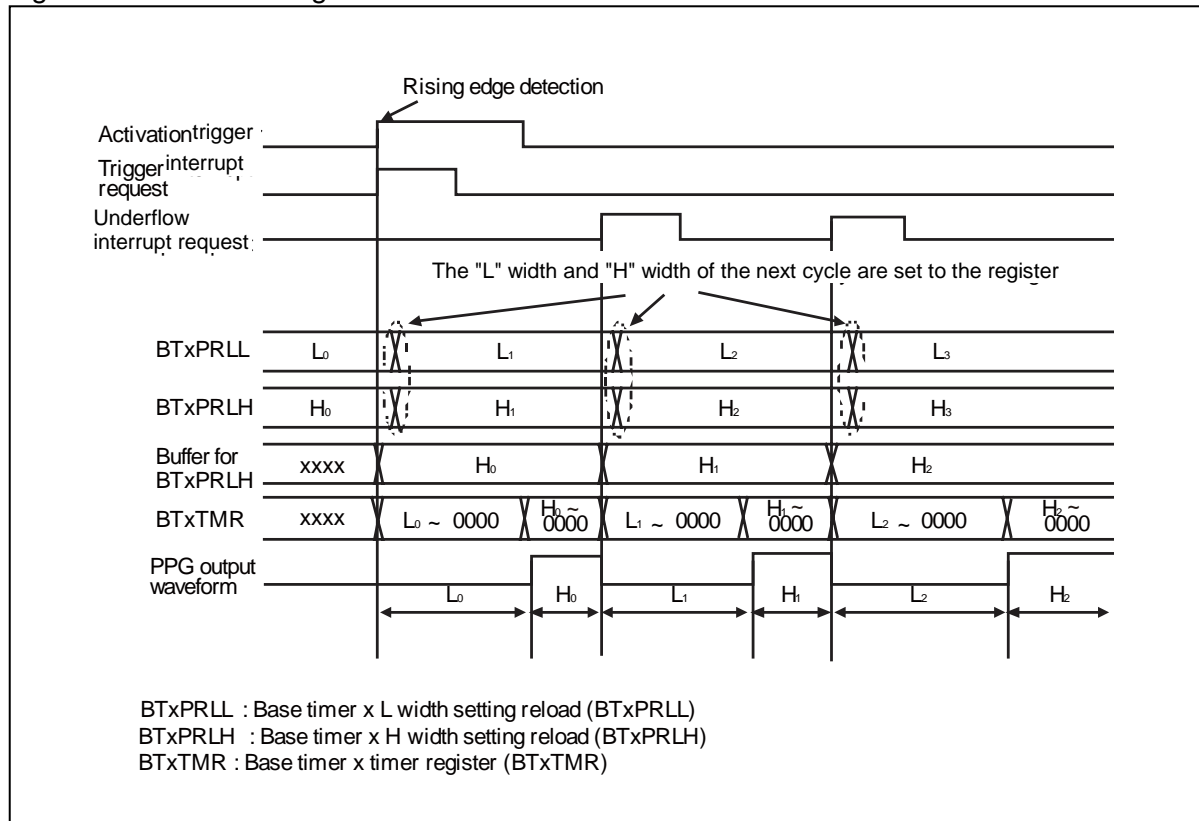 Rising edge detection
Activation trigger
Trigger interrupt
request
Underflow
interrupt request
The "L" width and "H" width of the next cycle are set to the register
BTxPRLL L₀ L₁ L₂ L₃
BTxPRLH H₀ H₁ H₂ H₃
Buffer for
BTxPRLH xxxx H₀ H₁ H₂
BTxTMR xxxx L₀ ~ 0000 H₀ ~ 0000 L₁ ~ 0000 H₁ ~ 0000 L₂ ~ 0000 H₂ ~ 0000
PPG output
waveform
L₀ H₀ L₁ H₁ L₂ H₂
BTxPRLL : Base timer x L width setting reload (BTxPRLL)
BTxPRLH : Base timer x H width setting reload (BTxPRLH)
BTxTMR : Base timer x timer register (BTxTMR)